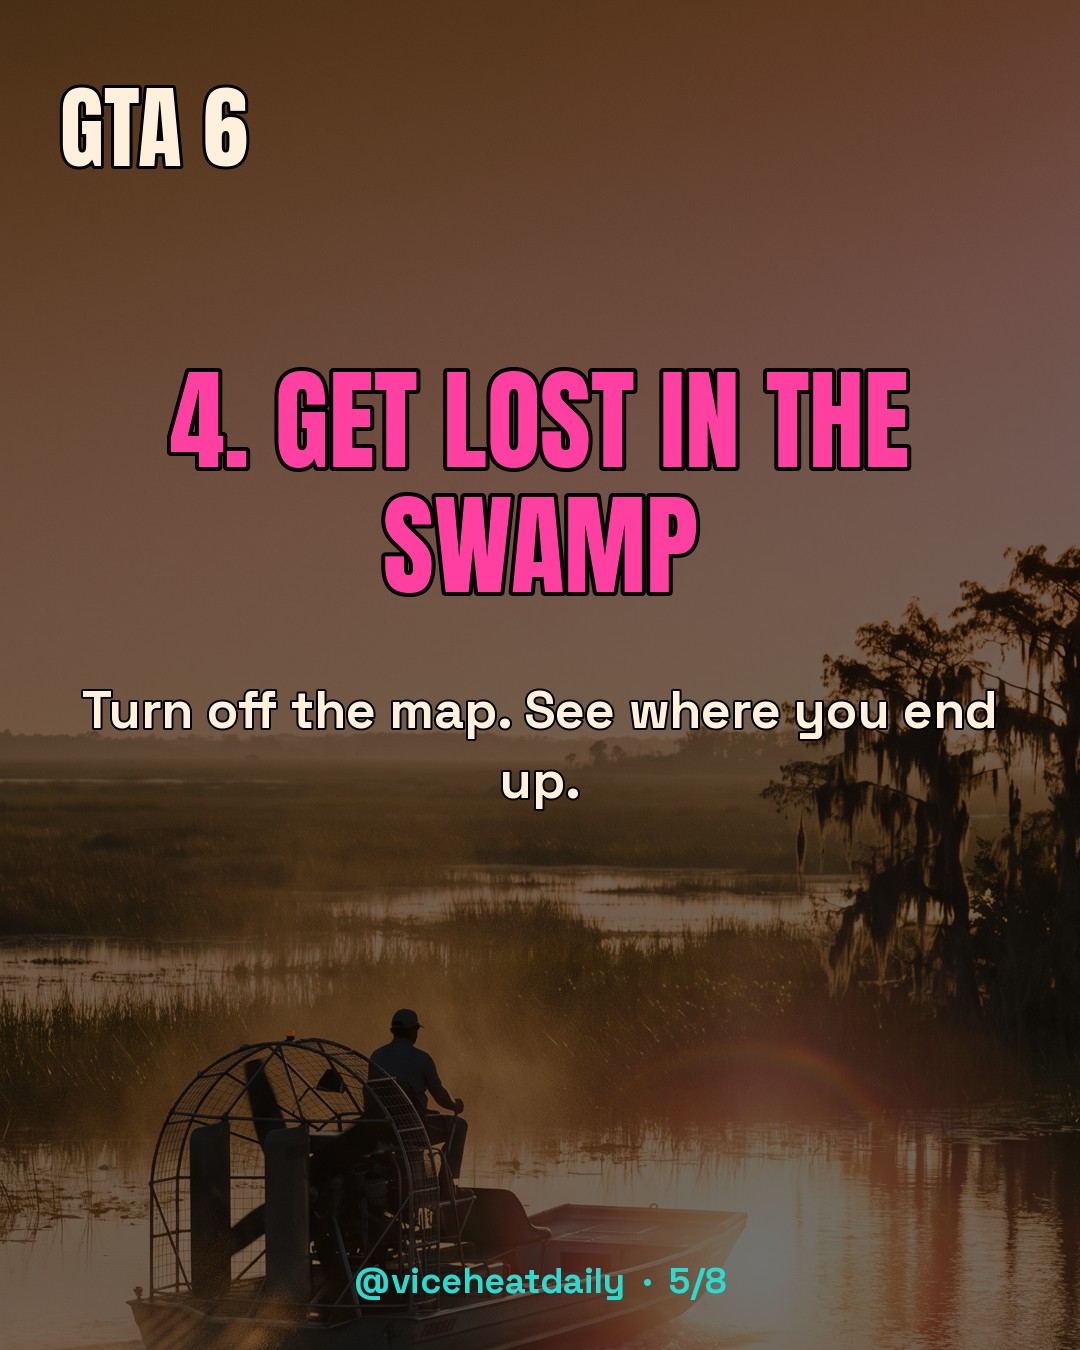 GTA 6
4. GET LOST IN THE
SWAMP
Turn off the map. See where you end
up.
@viceheatdaily · 5/8